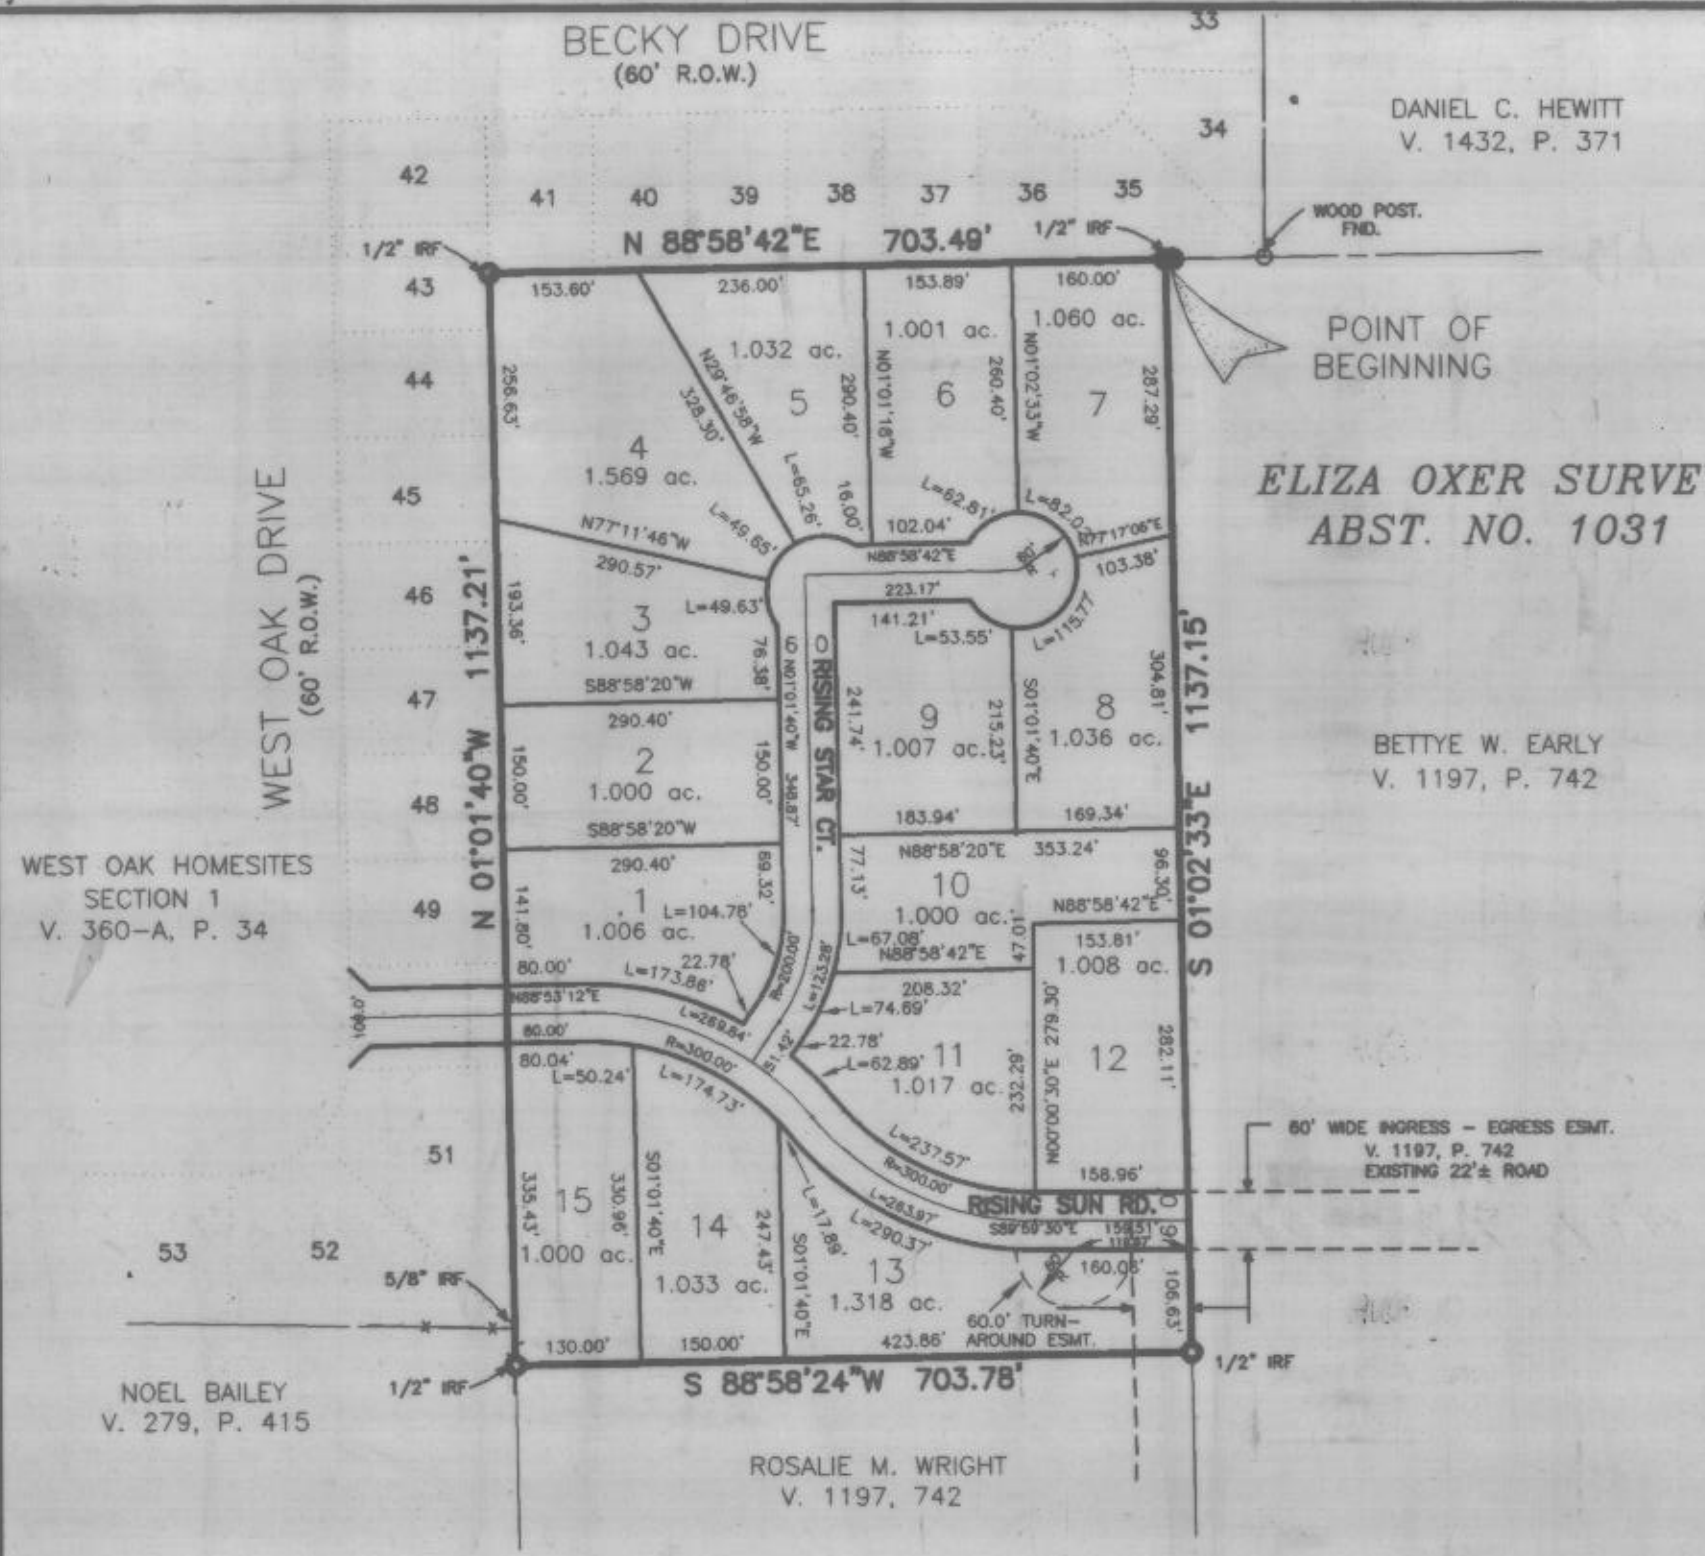 BECKY DRIVE
(60' R.O.W.)
33
34
DANIEL C. HEWITT
V. 1432, P. 371
42
41
40
39
38
37
36
35
WOOD POST.
FND.
1/2" IRF
N 88°58'42"E 703.49'
1/2" IRF
43
153.60'
236.00'
153.89'
160.00'
POINT OF
BEGINNING
1.032 ac.
5
1.001 ac.
6
1.060 ac.
7
44
256.63'
N29°46'58"W
328.30'
290.40'
N01°01'18"W
260.40'
N01°02'33"W
287.29'
4
1.569 ac.
ELIZA OXER SURVE
ABST. NO. 1031
45
WEST OAK DRIVE
(60' R.O.W.)
N77°11'46"W
290.57'
L=49.65'
L=65.26'
16.00'
L=62.81'
102.04'
N88°58'42"E
N77°17'06"E
103.38'
46
N 01°01'40"W 1137.21'
193.36'
3
1.043 ac.
L=49.63'
76.38'
223.17'
141.21'
L=53.55'
L=115.77
60
S88°58'20"W
290.40'
47
RISING STAR CT.
N01°01'40"W 348.87'
241.74'
9
1.007 ac.
215.23'
S01°01'40"E
8
1.036 ac.
304.81'
S 01°02'33"E 1137.15'
BETTYE W. EARLY
V. 1197, P. 742
2
1.000 ac.
150.00'
150.00'
48
S88°58'20"W
290.40'
183.94'
169.34'
N88°58'20"E 353.24'
WEST OAK HOMESITES
SECTION 1
V. 360-A, P. 34
49
141.80'
1
1.006 ac.
L=104.78'
69.32'
77.13'
10
1.000 ac.
96.30'
N88°58'42"E
153.81'
47.01'
L=67.08'
N88°58'42"E
208.32'
1.008 ac.
80.00'
L=173.86'
22.78'
R=200.00'
L=123.28'
N88°53'12"E
80.00'
L=269.84'
51.42'
L=74.69'
22.78'
L=62.89'
11
1.017 ac.
232.29'
N00°00'30"E 279.30'
12
282.11'
80.04'
L=50.24'
R=300.00'
L=174.73'
60' WIDE INGRESS - EGRESS ESMT.
V. 1197, P. 742
EXISTING 22'± ROAD
51
L=237.57'
R=300.00'
L=263.97'
158.96'
RISING SUN RD.
60
S89°59'30"E 159.51'
335.43'
15
1.000 ac.
330.96'
S01°01'40"E
14
1.033 ac.
247.43'
L=17.89'
L=290.37'
S01°01'40"E
13
1.318 ac.
160.08'
106.63'
53
52
5/8" IRF
60.0' TURN-
AROUND ESMT.
130.00'
150.00'
423.86'
1/2" IRF
S 88°58'24"W 703.78'
1/2" IRF
NOEL BAILEY
V. 279, P. 415
ROSALIE M. WRIGHT
V. 1197, 742